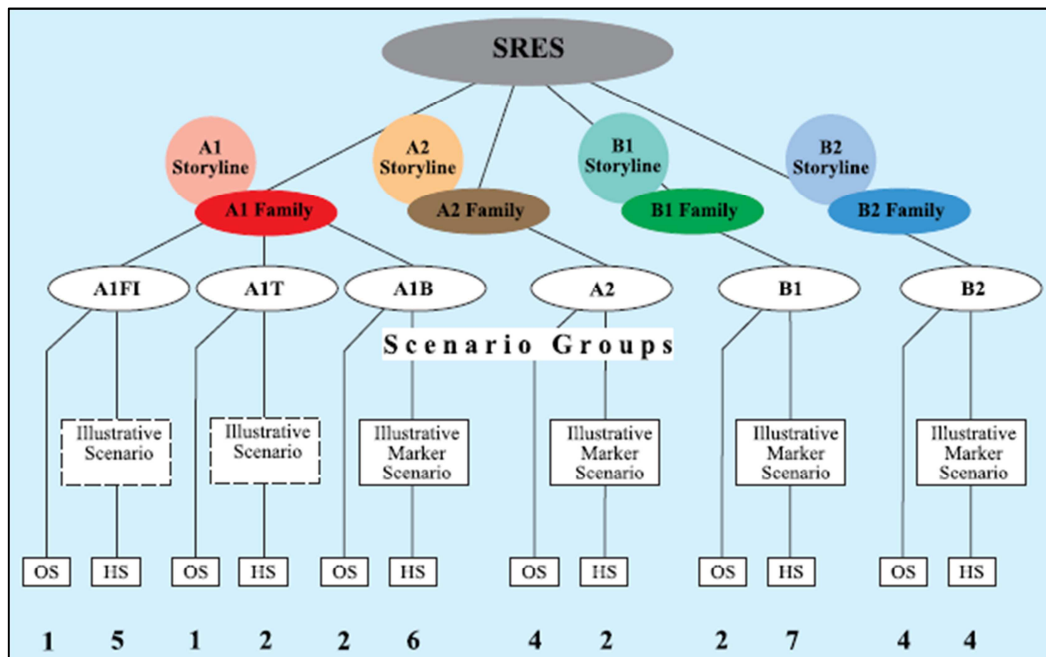 SRES
A1
Storyline
A2
Storyline
B1
Storyline
B2
Storyline
A1 Family
A2 Family
B1 Family
B2 Family
A1FI
A1T
A1B
A2
B1
B2
Scenario Groups
Illustrative
Scenario
Illustrative
Scenario
Illustrative
Marker
Scenario
Illustrative
Marker
Scenario
Illustrative
Marker
Scenario
Illustrative
Marker
Scenario
OS
HS
OS
HS
OS
HS
OS
HS
OS
HS
OS
HS
1 5 1 2 2 6 4 2 2 7 4 4